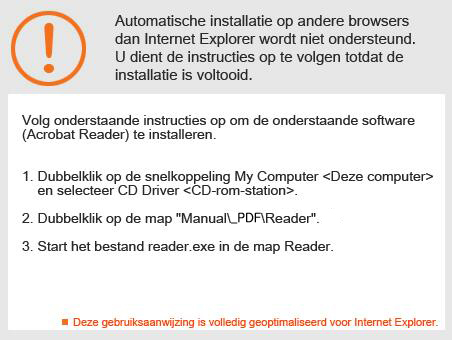 Automatische installatie op andere browsers
dan Internet Explorer wordt niet ondersteund.
U dient de instructies op te volgen totdat de
installatie is voltooid.
Volg onderstaande instructies op om de onderstaande software
(Acrobat Reader) te installeren.
1. Dubbelklik op de snelkoppeling My Computer <Deze computer>
en selecteer CD Driver <CD-rom-station>.
2. Dubbelklik op de map "Manual\_PDF\Reader".
3. Start het bestand reader.exe in de map Reader.
Deze gebruiksaanwijzing is volledig geoptimaliseerd voor Internet Explorer.